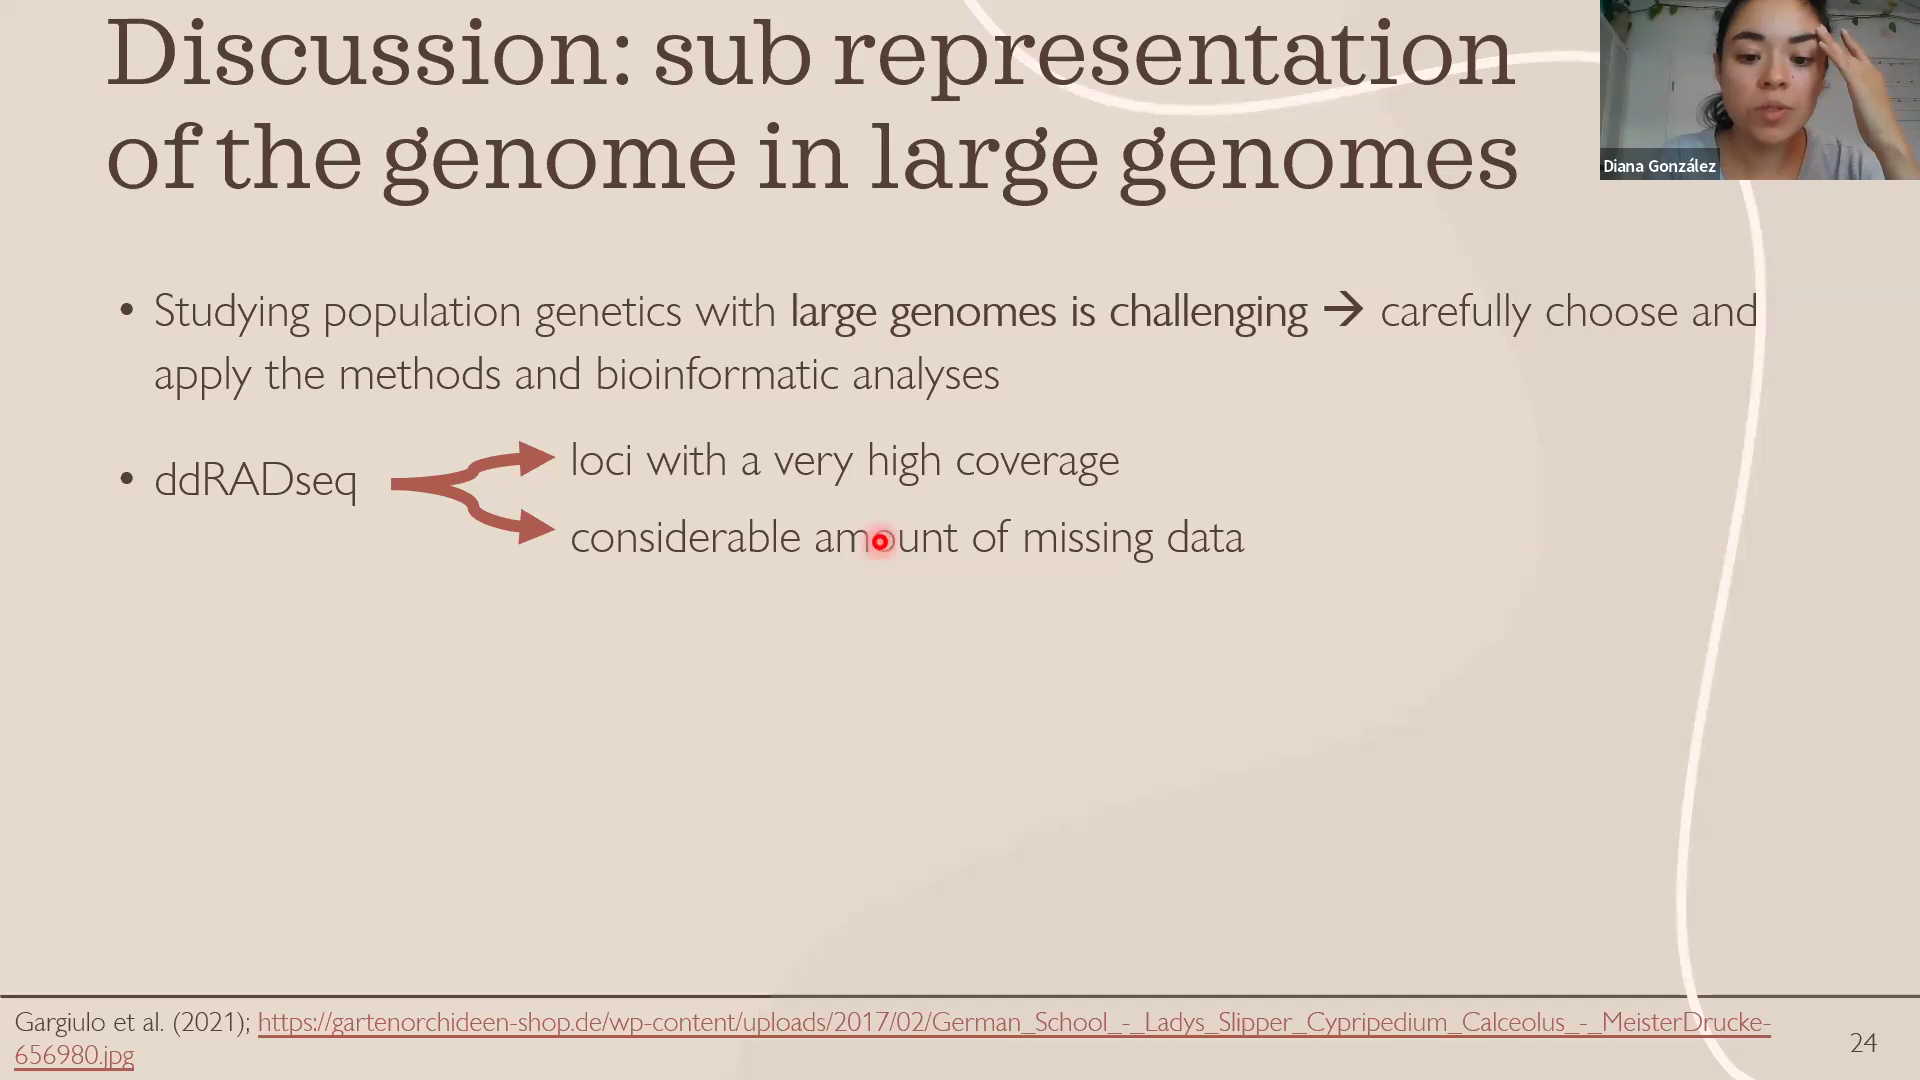 Discussion: sub representation
of the genome in large genomes
Diana González
• Studying population genetics with large genomes is challenging → carefully choose and
apply the methods and bioinformatic analyses
• ddRADseq
loci with a very high coverage
considerable amount of missing data
Gargiulo et al. (2021); https://gartenorchideen-shop.de/wp-content/uploads/2017/02/German_School_-_Ladys_Slipper_Cypripedium_Calceolus_-_MeisterDrucke-
656980.jpg
24